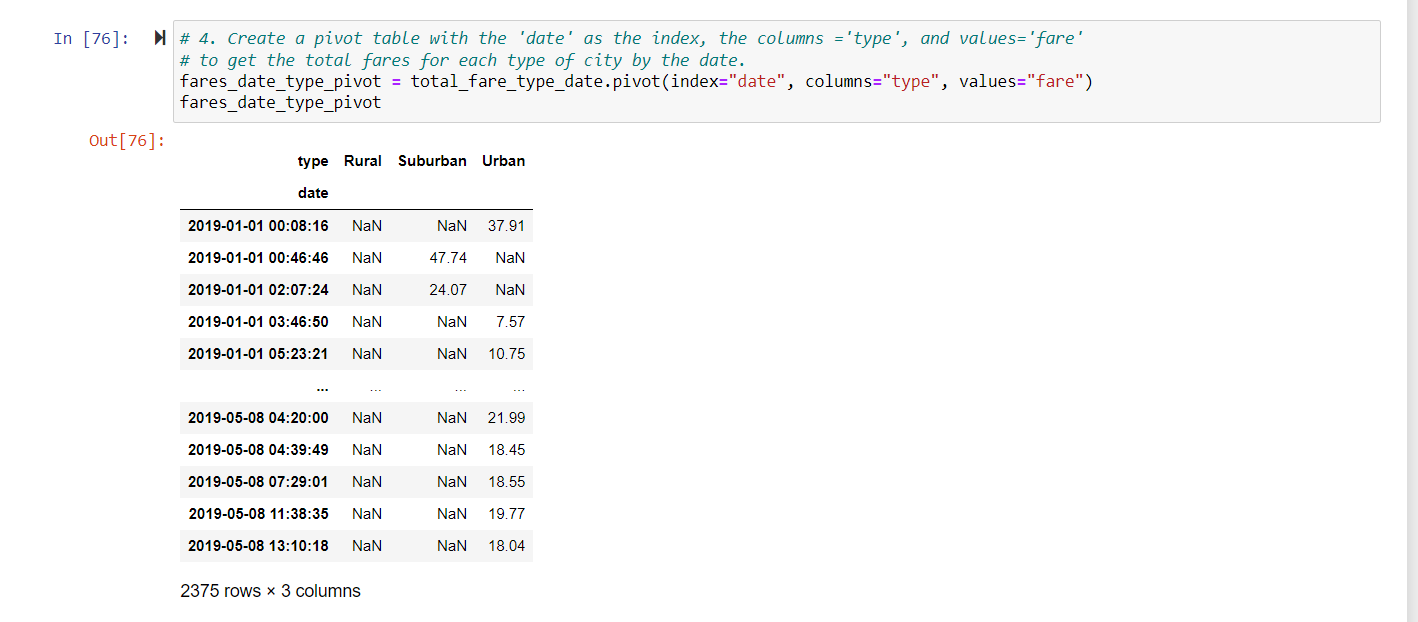 In [76]:
# 4. Create a pivot table with the 'date' as the index, the columns ='type', and values='fare'
# to get the total fares for each type of city by the date.
fares_date_type_pivot = total_fare_type_date.pivot(index="date", columns="type", values="fare")
fares_date_type_pivot
Out[76]:
type Rural Suburban Urban
date
2019-01-01 00:08:16 NaN NaN 37.91
2019-01-01 00:46:46 NaN 47.74 NaN
2019-01-01 02:07:24 NaN 24.07 NaN
2019-01-01 03:46:50 NaN NaN 7.57
2019-01-01 05:23:21 NaN NaN 10.75
... ... ... ...
2019-05-08 04:20:00 NaN NaN 21.99
2019-05-08 04:39:49 NaN NaN 18.45
2019-05-08 07:29:01 NaN NaN 18.55
2019-05-08 11:38:35 NaN NaN 19.77
2019-05-08 13:10:18 NaN NaN 18.04
2375 rows × 3 columns